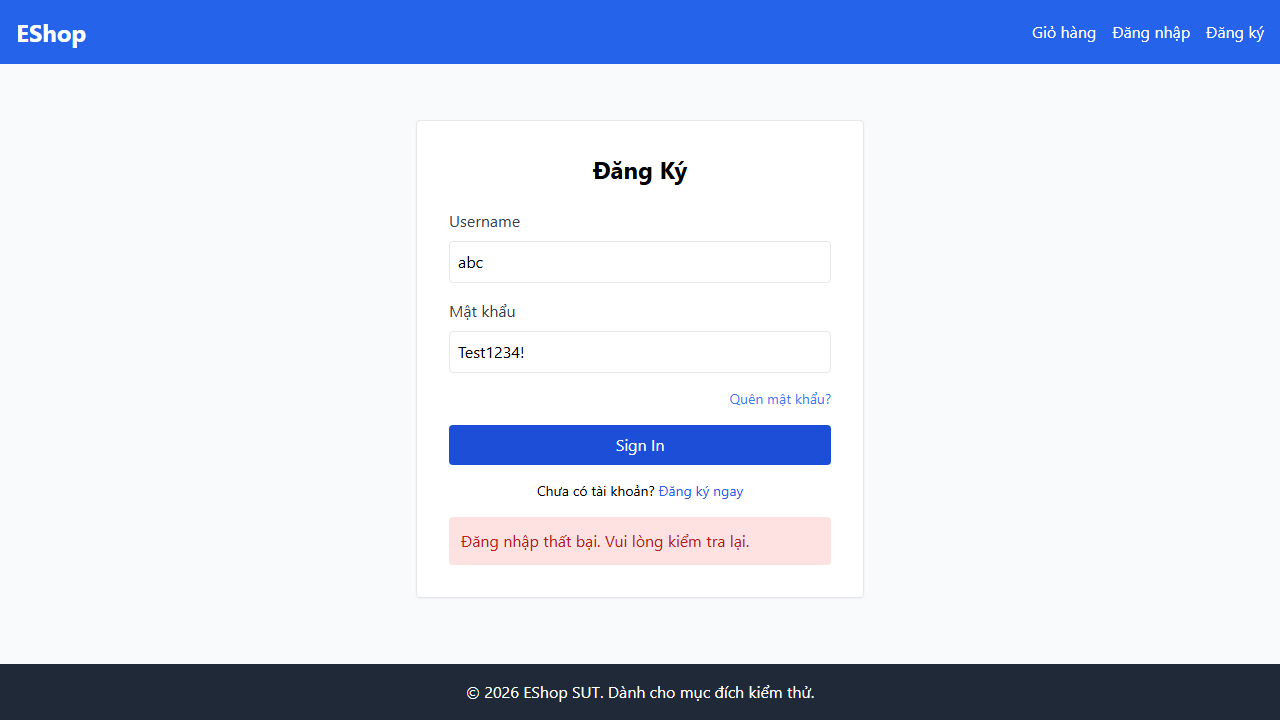 EShop
Giỏ hàng Đăng nhập Đăng ký
Đăng Ký
Username
abc
Mật khẩu
Test1234!
Quên mật khẩu?
Sign In
Chưa có tài khoản? Đăng ký ngay
Đăng nhập thất bại. Vui lòng kiểm tra lại.
© 2026 EShop SUT. Dành cho mục đích kiểm thử.